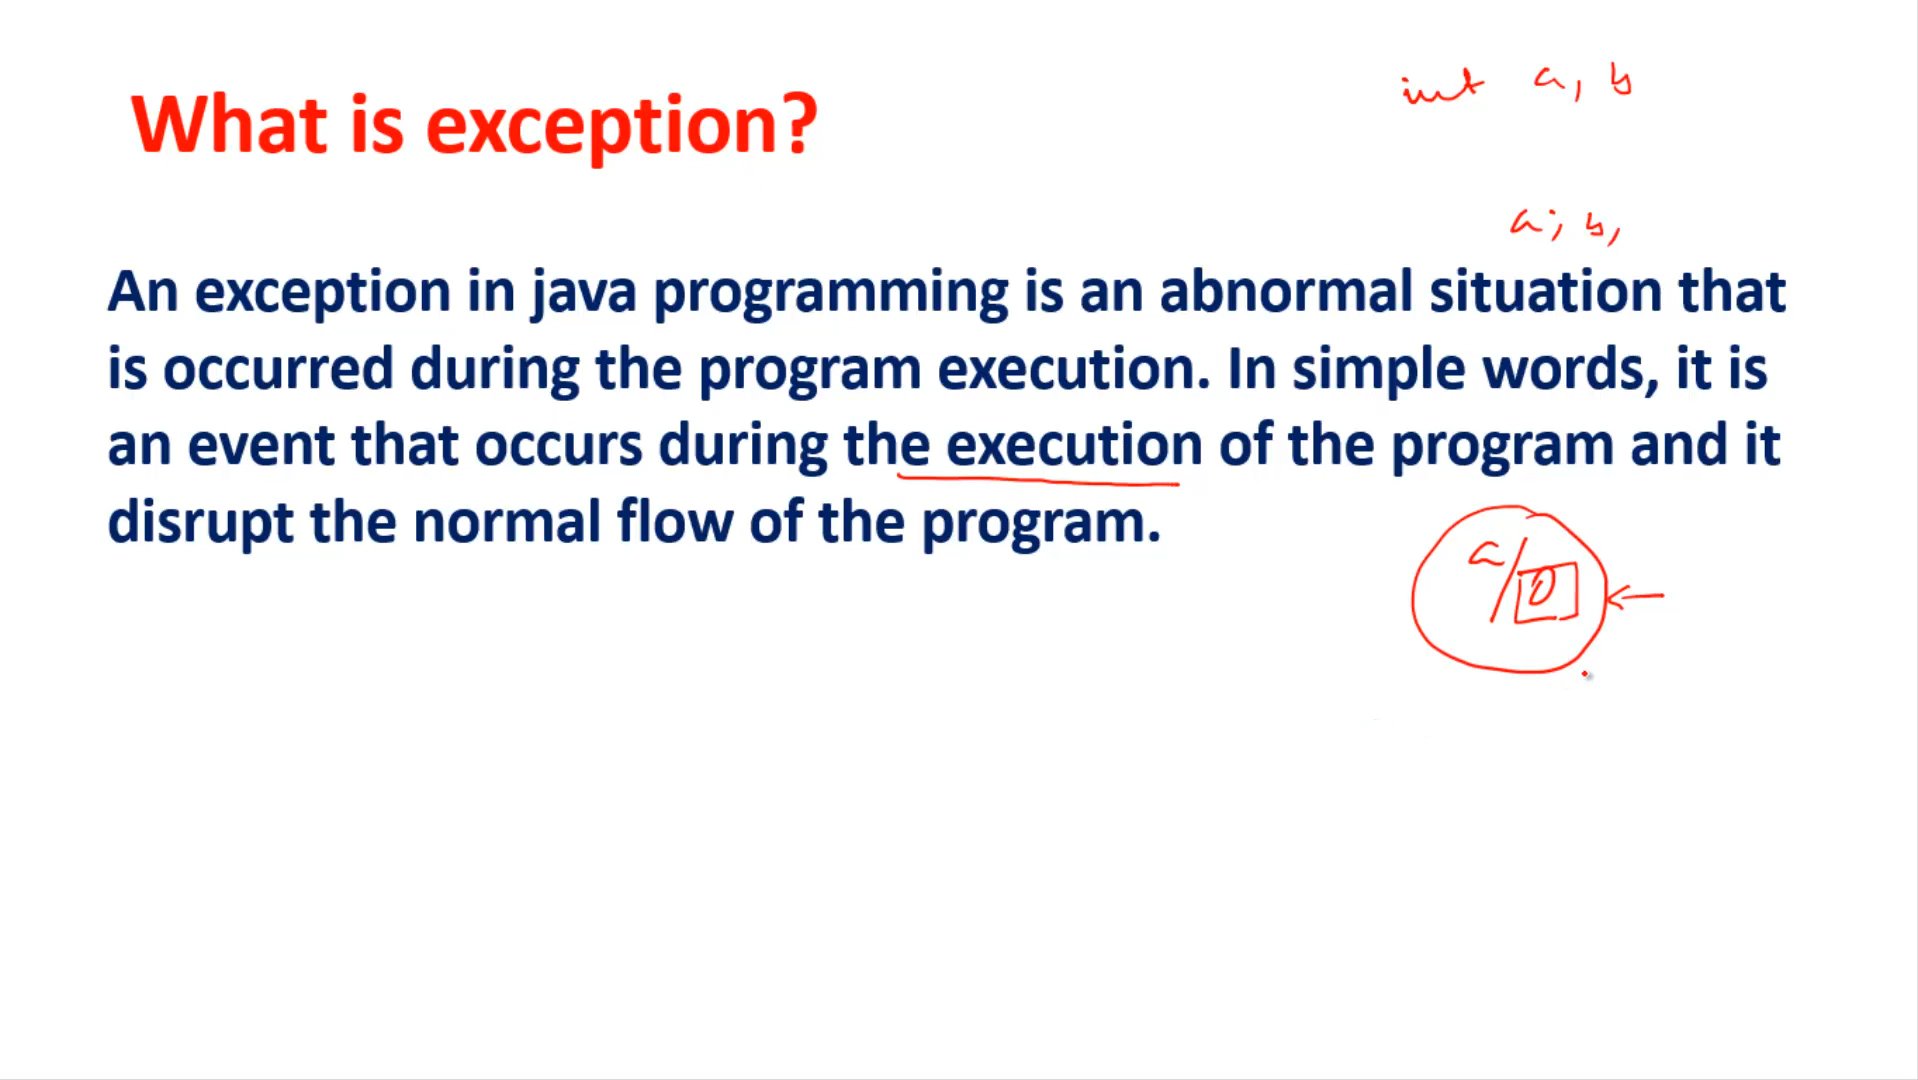 int a, b
What is exception?
a; b,
An exception in java programming is an abnormal situation that
is occurred during the program execution. In simple words, it is
an event that occurs during the execution of the program and it
disrupt the normal flow of the program.
a/0